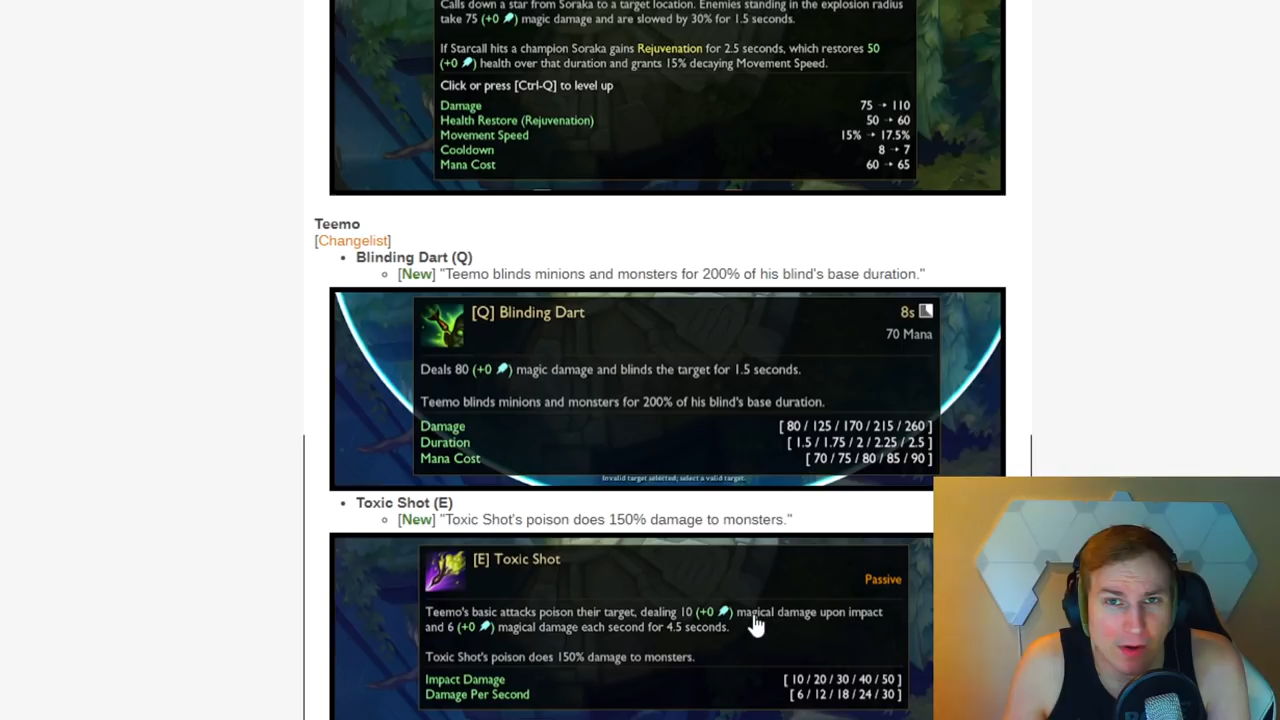 Calls down a star from Soraka to a target location. Enemies standing in the explosion radius
take 75 (+0 ) magic damage and are slowed by 30% for 1.5 seconds.
If Starcall hits a champion Soraka gains Rejuvenation for 2.5 seconds, which restores 50
(+0 ) health over that duration and grants 15% decaying Movement Speed.
Click or press [Ctrl-Q] to level up
Damage 75 → 110
Health Restore (Rejuvenation) 50 → 60
Movement Speed 15% → 17.5%
Cooldown 8 → 7
Mana Cost 60 → 65
Teemo
[Changelist]
• Blinding Dart (Q)
[New] "Teemo blinds minions and monsters for 200% of his blind's base duration."
[Q] Blinding Dart 8s
70 Mana
Deals 80 (+0 ) magic damage and blinds the target for 1.5 seconds.
Teemo blinds minions and monsters for 200% of his blind's base duration.
Damage [ 80 / 125 / 170 / 215 / 260 ]
Duration [ 1.5 / 1.75 / 2 / 2.25 / 2.5 ]
Mana Cost [ 70 / 75 / 80 / 85 / 90 ]
Invalid target selected; select a valid target.
• Toxic Shot (E)
[New] "Toxic Shot's poison does 150% damage to monsters."
[E] Toxic Shot
Passive
Teemo's basic attacks poison their target, dealing 10 (+0 ) magical damage upon impact
and 6 (+0 ) magical damage each second for 4.5 seconds.
Toxic Shot's poison does 150% damage to monsters.
Impact Damage [ 10 / 20 / 30 / 40 / 50 ]
Damage Per Second [ 6 / 12 / 18 / 24 / 30 ]